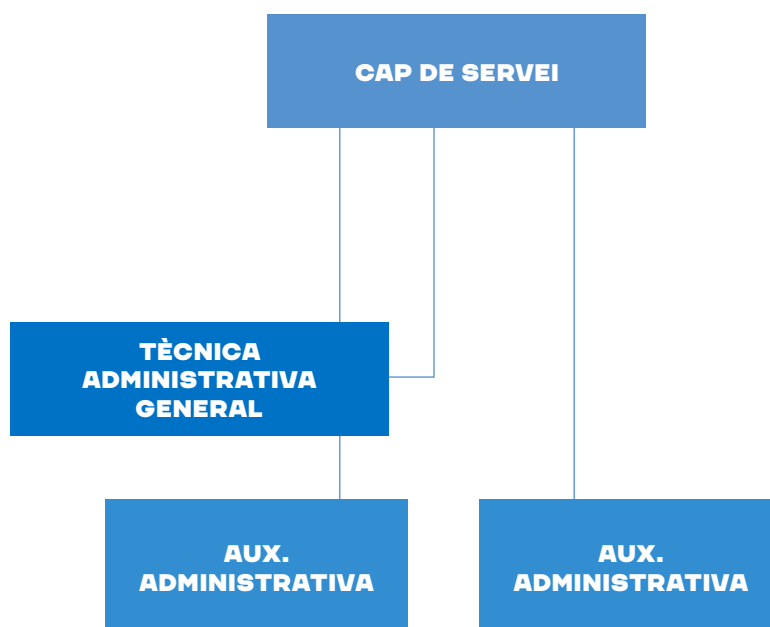 CAP DE SERVEI
TÈCNICA
ADMINISTRATIVA
GENERAL
AUX.
ADMINISTRATIVA
AUX.
ADMINISTRATIVA